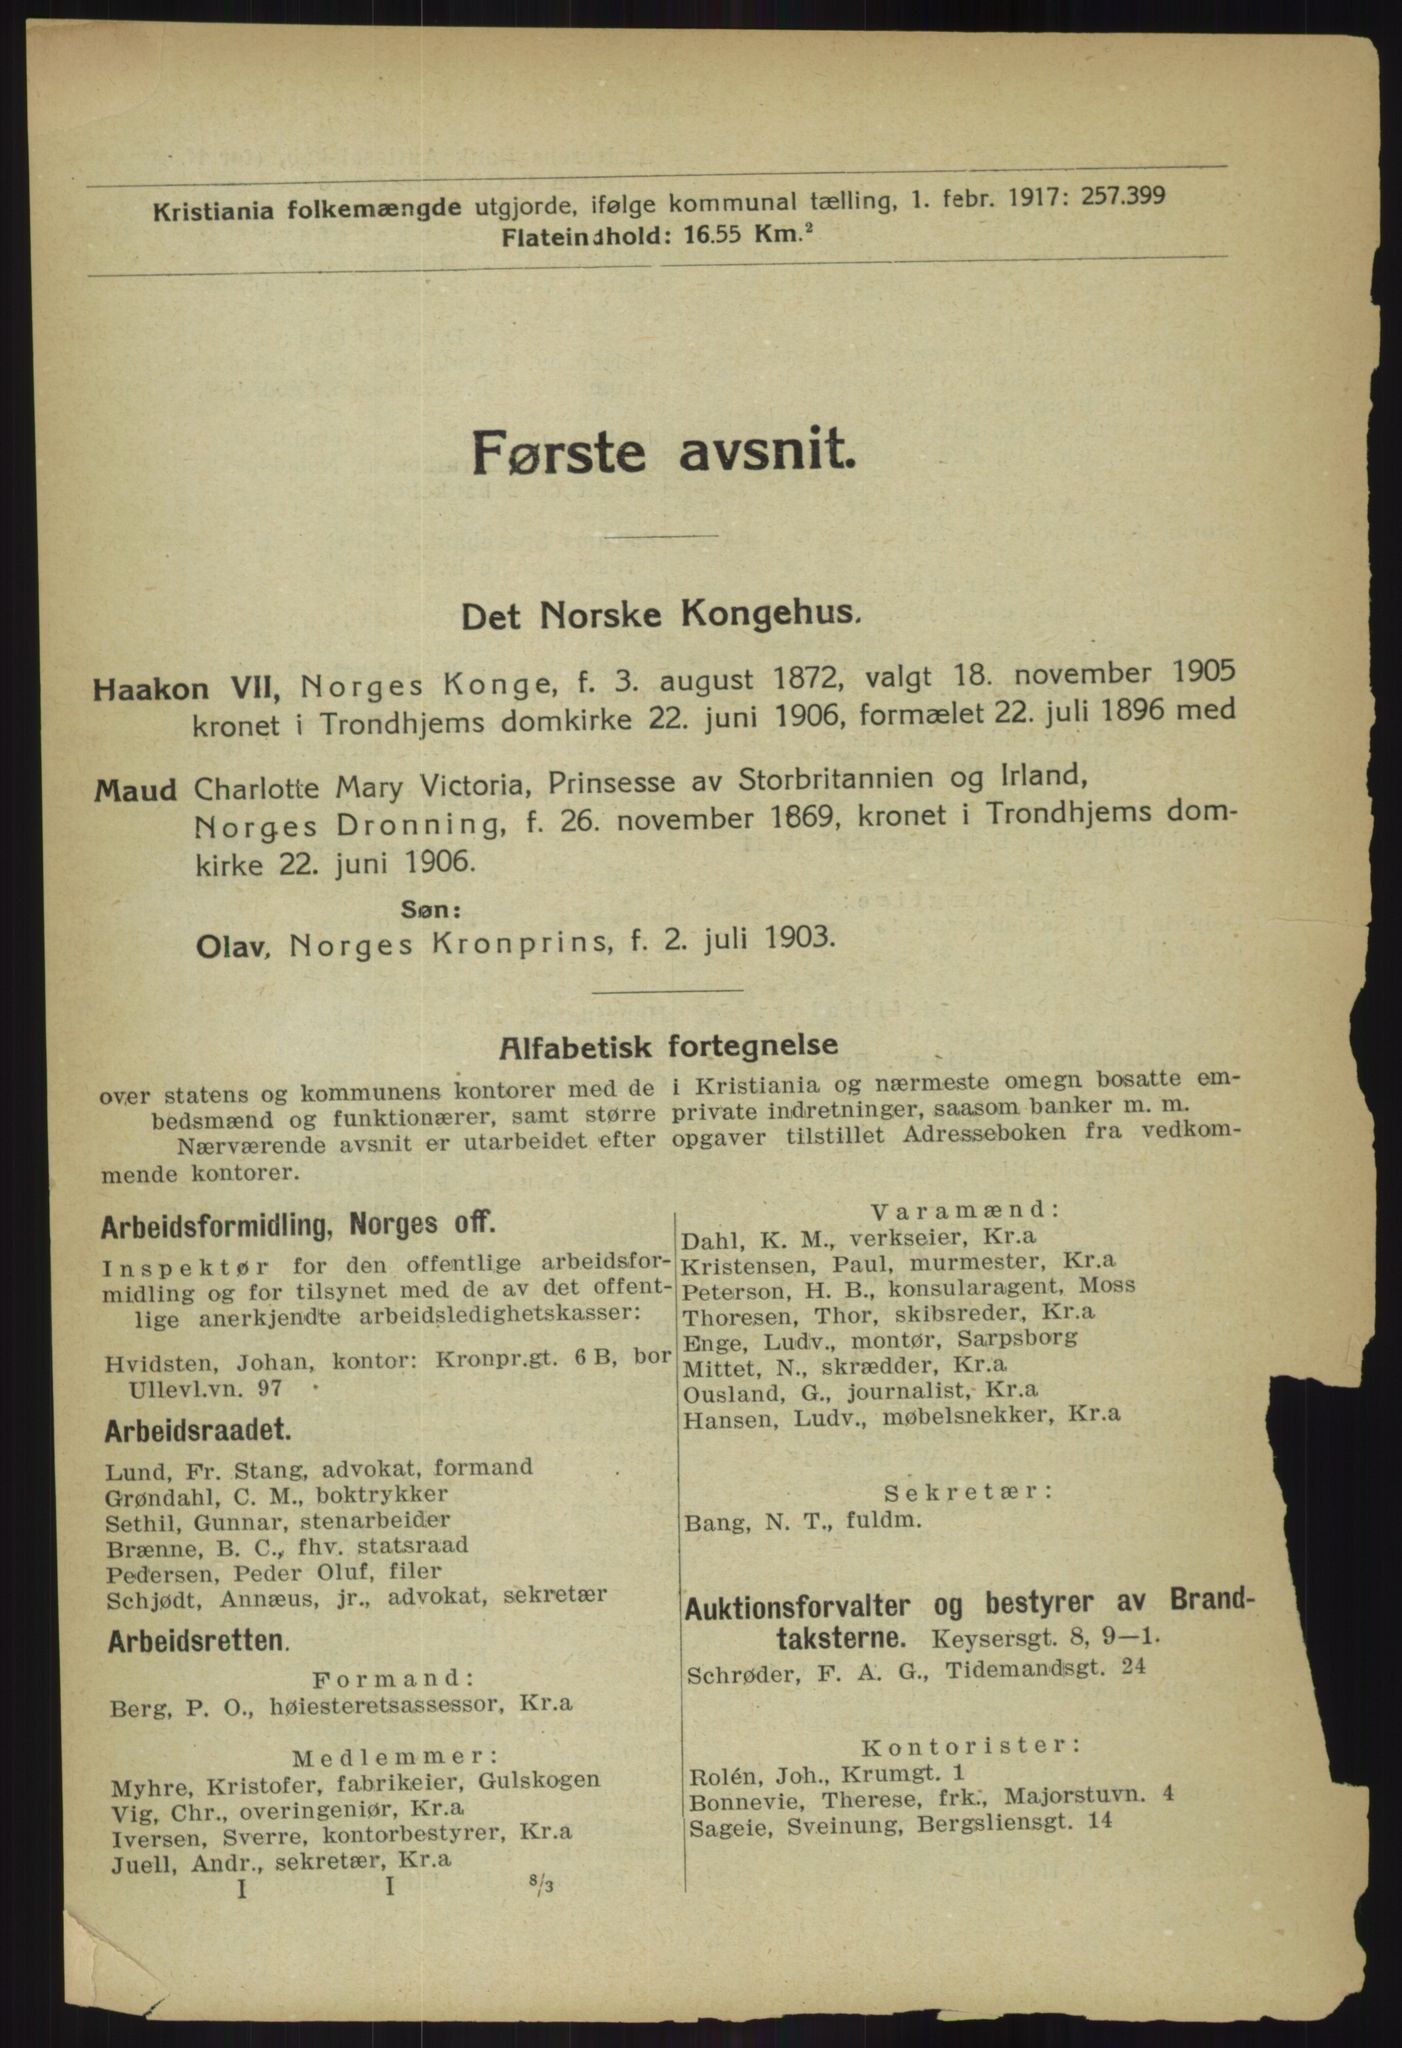 Kristiania folkemængde utgjorde, ifølge kommunal tælling, 1. febr. 1917: 257.399
Flateindhold: 16.55 Km.²
Første avsnit.
Det Norske Kongehus.
Haakon VII, Norges Konge, f. 3. august 1872, valgt 18. november 1905
kronet i Trondhjems domkirke 22. juni 1906, formælet 22. juli 1896 med
Maud Charlotte Mary Victoria, Prinsesse av Storbritannien og Irland,
Norges Dronning, f. 26. november 1869, kronet i Trondhjems dom-
kirke 22. juni 1906.
Søn:
Olav, Norges Kronprins, f. 2. juli 1903.
Alfabetisk fortegnelse
over statens og kommunens kontorer med de i Kristiania og nærmeste omegn bosatte em-
bedsmænd og funktionærer, samt større private indretninger, saasom banker m. m.
Nærværende avsnit er utarbeidet efter opgaver tilstillet Adresseboken fra vedkom-
mende kontorer.
Arbeidsformidling, Norges off.
Inspektør for den offentlige arbeidsfor-
midling og for tilsynet med de av det offent-
lige anerkjendte arbeidsledighetskasser:
Hvidsten, Johan, kontor: Kronpr.gt. 6 B, bor
Ullevl.vn. 97
Arbeidsraadet.
Lund, Fr. Stang, advokat, formand
Grøndahl, C. M., boktrykker
Sethil, Gunnar, stenarbeider
Brænne, B. C., fhv. statsraad
Pedersen, Peder Oluf, filer
Schjødt, Annæus, jr., advokat, sekretær
Arbeidsretten.
Formand:
Berg, P. O., høiesteretsassessor, Kr.a
Medlemmer:
Myhre, Kristofer, fabrikeier, Gulskogen
Vig, Chr., overingeniør, Kr.a
Iversen, Sverre, kontorbestyrer, Kr.a
Juell, Andr., sekretær, Kr.a
I I 8/3
Varamænd:
Dahl, K. M., verkseier, Kr.a
Kristensen, Paul, murmester, Kr.a
Peterson, H. B., konsularagent, Moss
Thoresen, Thor, skibsreder, Kr.a
Enge, Ludv., montør, Sarpsborg
Mittet, N., skrædder, Kr.a
Ousland, G., journalist, Kr.a
Hansen, Ludv., møbelsnekker, Kr.a
Sekretær:
Bang, N. T., fuldm.
Auktionsforvalter og bestyrer av Brand-
taksterne. Keysersgt. 8, 9—1.
Schrøder, F. A. G., Tidemandsgt. 24
Kontorister:
Rolén, Joh., Krumgt. 1
Bonnevie, Therese, frk., Majorstuvn. 4
Sageie, Sveinung, Bergsliensgt. 14